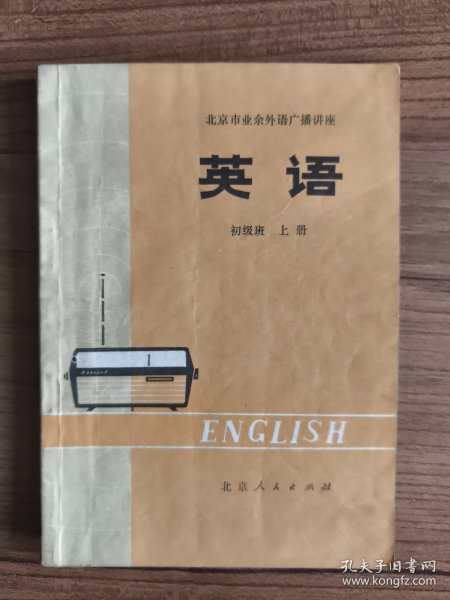 北京市业余外语广播讲座
英语
初级班 上册
ENGLISH
北京人民出版社
孔夫子旧书网
www.kongfz.com